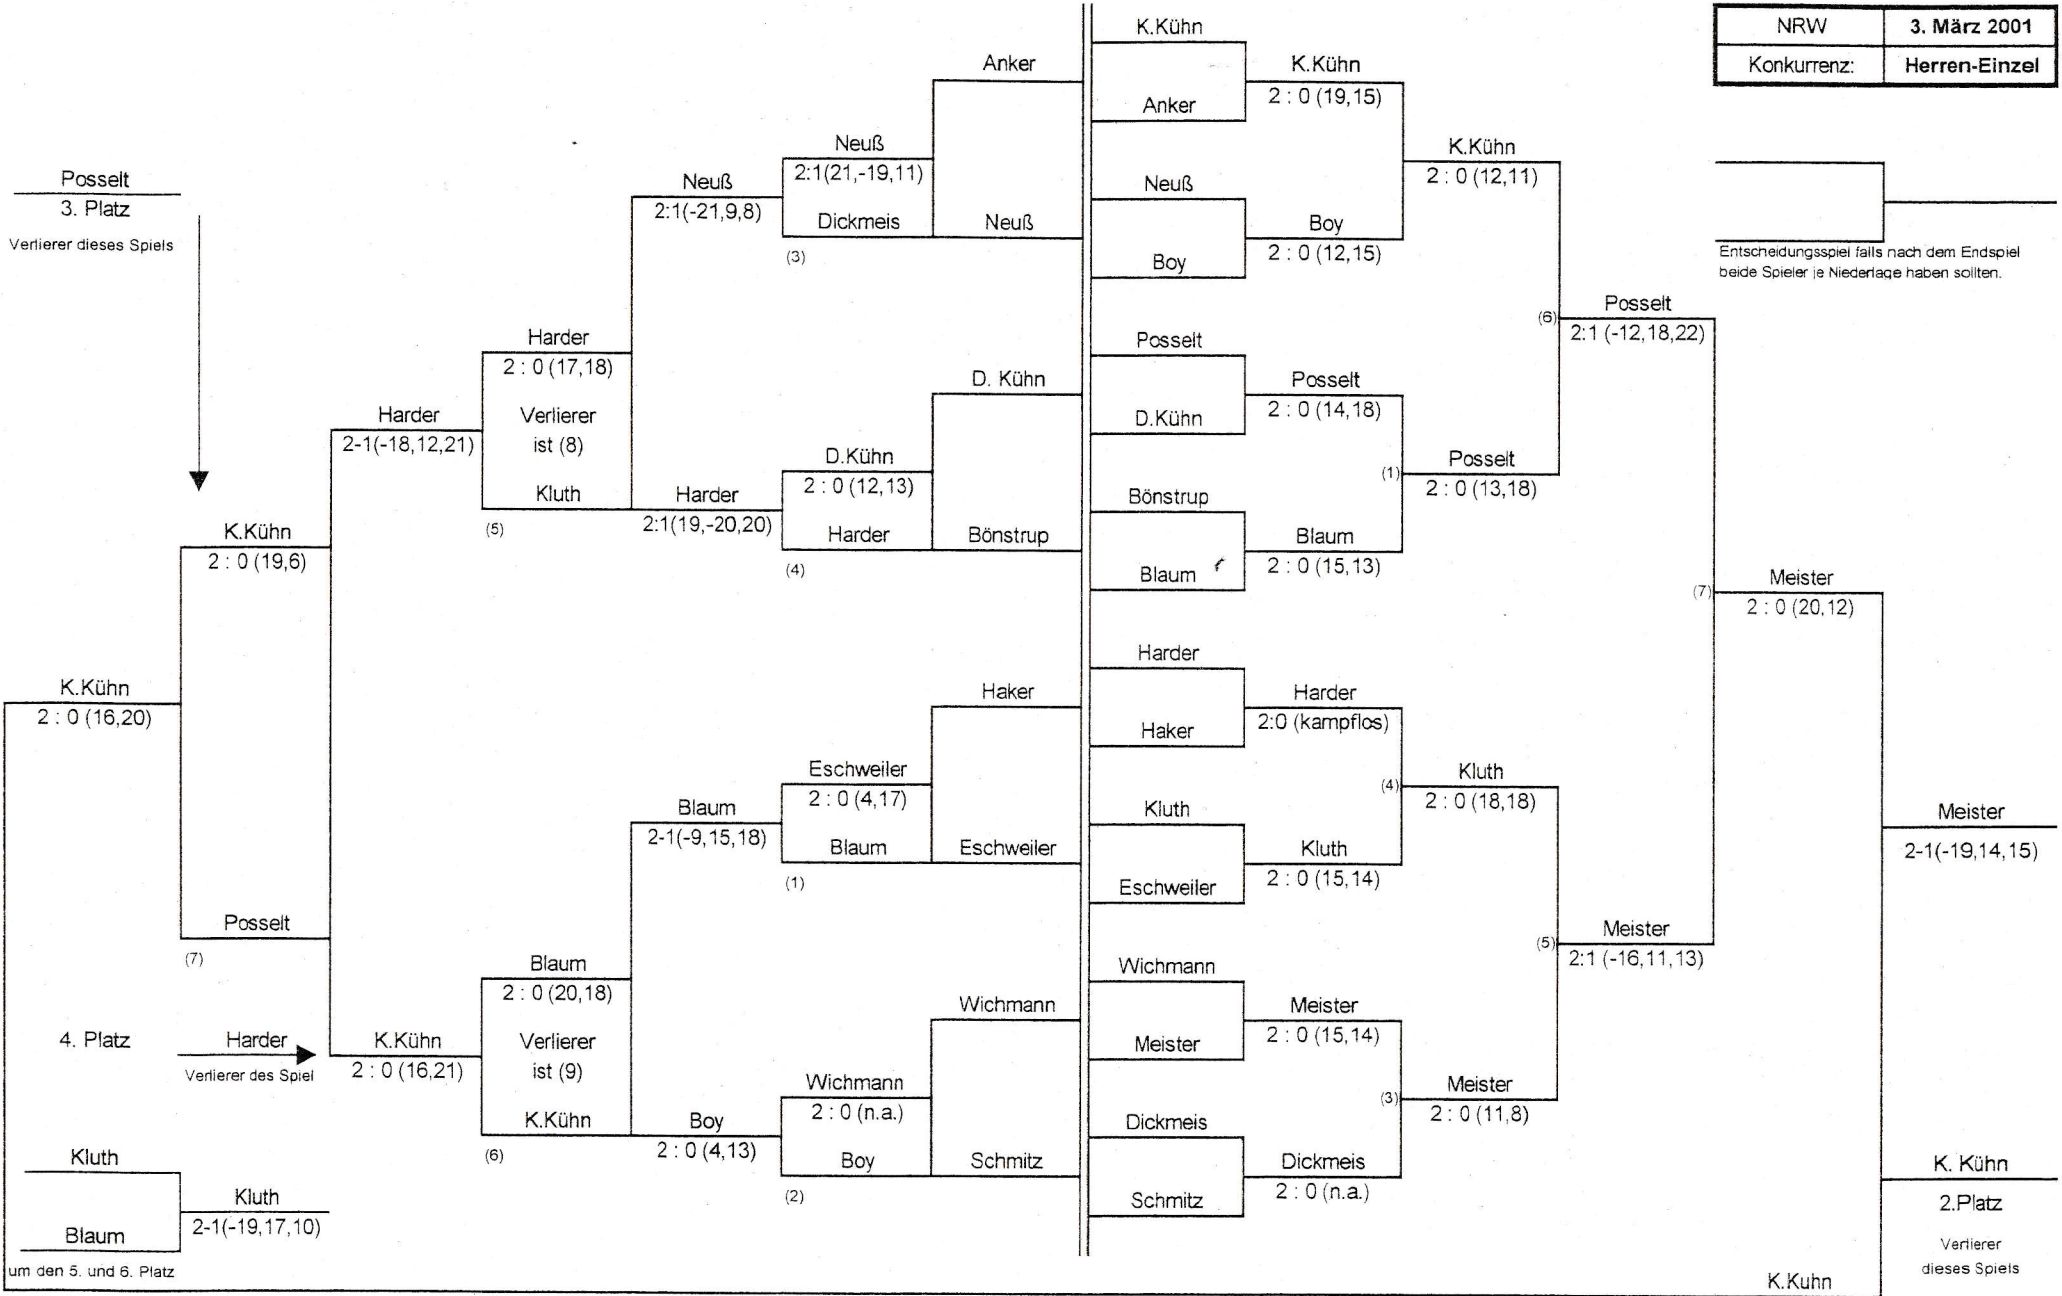 NRW 3. März 2001
Konkurrenz: Herren-Einzel
Posselt
3. Platz
Verlierer dieses Spiels
K.Kühn
2 : 0 (16,20)
K.Kühn
2 : 0 (19,6)
Posselt
(7)
4. Platz
Harder
Verlierer des Spiel
Kluth
Blaum
Kluth
2-1(-19,17,10)
um den 5. und 6. Platz
Harder
2-1(-18,12,21)
K.Kühn
2 : 0 (16,21)
Harder
2 : 0 (17,18)
Verlierer
ist (8)
Kluth
(5)
Blaum
2 : 0 (20,18)
Verlierer
ist (9)
K.Kühn
(6)
Neuß
2:1(-21,9,8)
Harder
2:1(19,-20,20)
Blaum
2-1(-9,15,18)
Boy
2 : 0 (4,13)
Neuß
2:1(21,-19,11)
Dickmeis
(3)
D.Kühn
2 : 0 (12,13)
Harder
(4)
Eschweiler
2 : 0 (4,17)
Blaum
(1)
Wichmann
2 : 0 (n.a.)
Boy
(2)
Anker
Neuß
D. Kühn
Bönstrup
Haker
Eschweiler
Wichmann
Schmitz
K.Kühn
Anker
Neuß
Boy
Posselt
D.Kühn
Bönstrup
Blaum
Harder
Haker
Kluth
Eschweiler
Wichmann
Meister
Dickmeis
Schmitz
K.Kühn
2 : 0 (19,15)
Boy
2 : 0 (12,15)
Posselt
2 : 0 (14,18)
(1)
Blaum
2 : 0 (15,13)
Harder
2:0 (kampflos)
(4)
Kluth
2 : 0 (15,14)
Meister
2 : 0 (15,14)
(3)
Dickmeis
2 : 0 (n.a.)
K.Kühn
2 : 0 (12,11)
(6)
Posselt
2 : 0 (13,18)
Kluth
2 : 0 (18,18)
(5)
Meister
2 : 0 (11,8)
Posselt
2:1 (-12,18,22)
(7)
Meister
2:1 (-16,11,13)
Entscheidungsspiel falls nach dem Endspiel
beide Spieler je Niederlage haben sollten.
Meister
2 : 0 (20,12)
K.Kuhn
Meister
2-1(-19,14,15)
K. Kühn
2.Platz
Verlierer
dieses Spiels